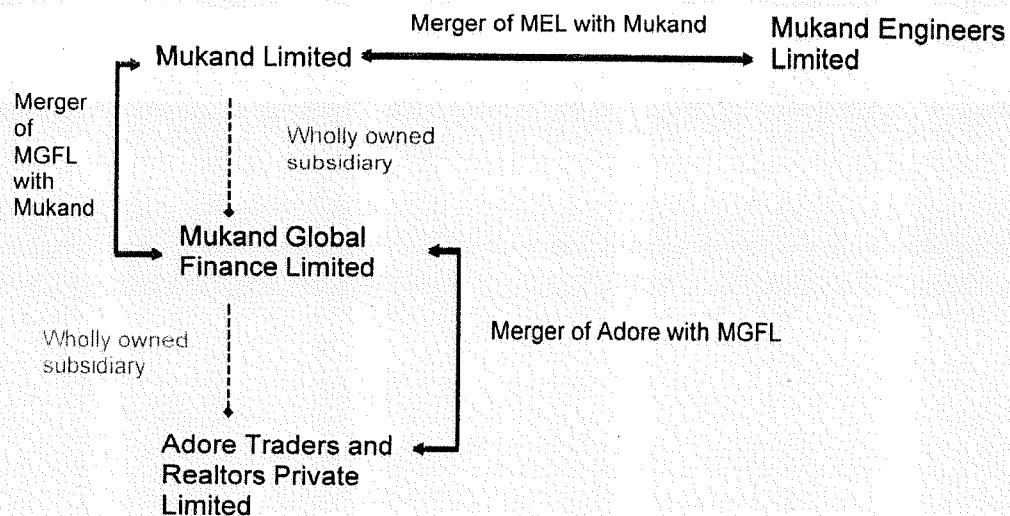 Merger of MEL with Mukand
Mukand Engineers
Limited
Mukand Limited
Merger
of
MGFL
with
Mukand
Wholly owned
subsidiary
Mukand Global
Finance Limited
Wholly owned
subsidiary
Merger of Adore with MGFL
Adore Traders and
Realtors Private
Limited